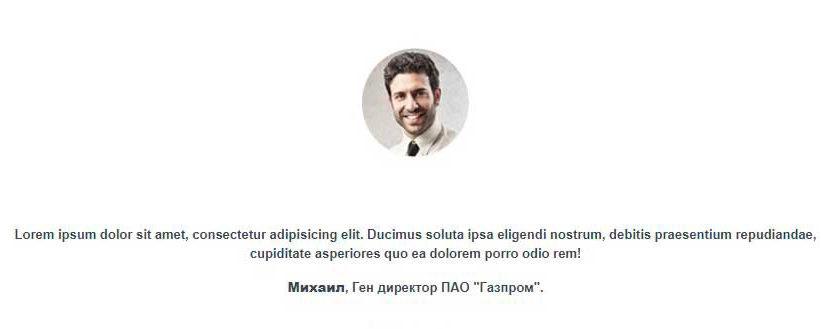 Lorem ipsum dolor sit amet, consectetur adipisicing elit. Ducimus soluta ipsa eligendi nostrum, debitis praesentium repudiandae,
cupiditate asperiores quo ea dolorem porro odio rem!
Михаил, Ген директор ПАО "Газпром".